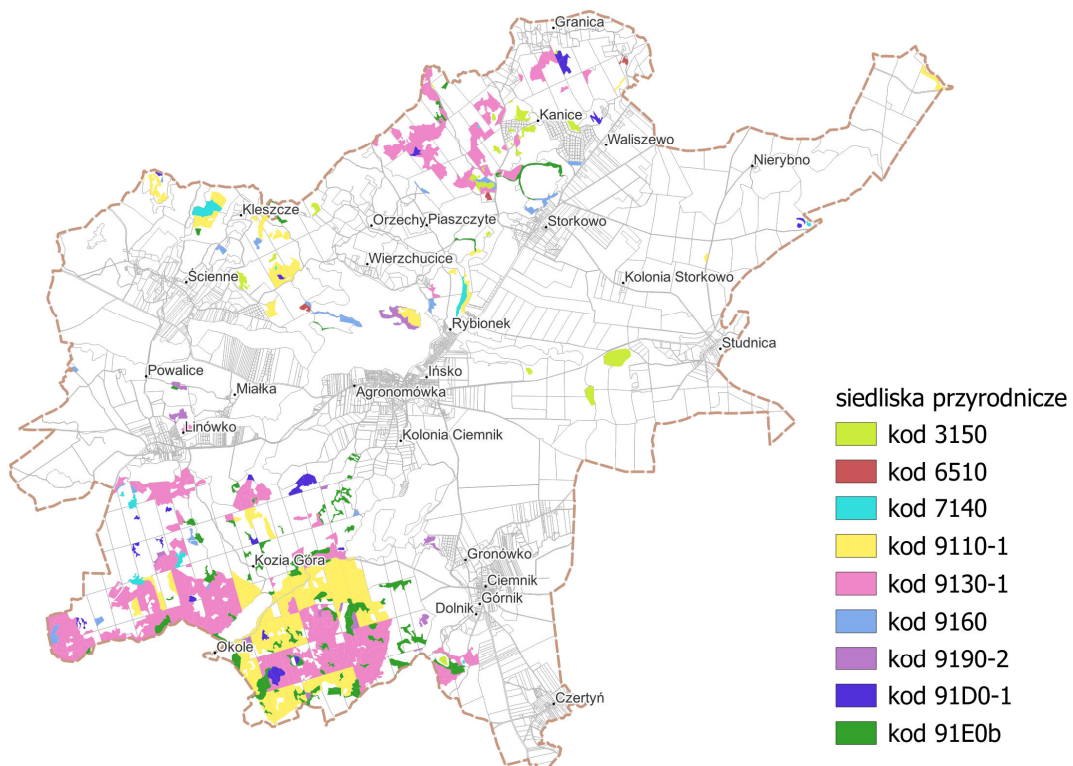 Granica
Kanice
Waliszewo
Nierybno
Kleszcze
Orzechy
Piaszczyte
Storkowo
Wierzchucice
Ścienne
Kolonia Storkowo
Rybionek
Studnica
Powalice
Ińsko
Miałka
Agronomówka
Linówko
Kolonia Ciemnik
Gronówko
Kozia Góra
Ciemnik
Górnik
Dolnik
Okole
Czertyń
siedliska przyrodnicze
kod 3150
kod 6510
kod 7140
kod 9110-1
kod 9130-1
kod 9160
kod 9190-2
kod 91D0-1
kod 91E0b